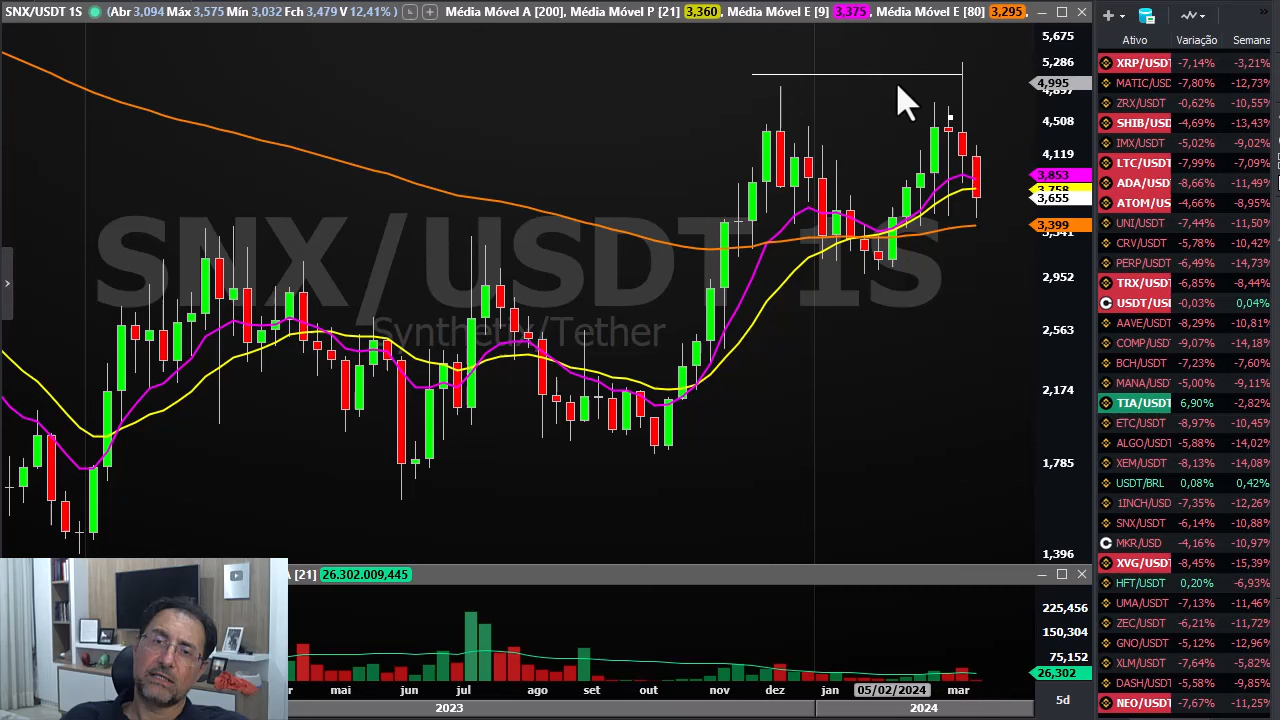 SNX/USDT 1S (Abr 3,094 Máx 3,575 Mín 3,032 Fch 3,479 V 12,41% ) Média Móvel A [200], Média Móvel P [21] 3,360 , Média Móvel E [9] 3,375 , Média Móvel E [80] 3,295 ,
5,675
5,286
4,995
4,508
4,119
3,853
3,758
3,655
3,399
2,952
2,563
2,174
1,785
1,396
SNX/USDT 1S
Synthetix/Tether
A [21] 26.302.009,445
225,456
150,304
75,152
26,302
mai jun jul ago set out nov dez jan 05/02/2024 mar 5d
2023 2024
Ativo Variação Semana
XRP/USDT -7,14% -3,21%
MATIC/USD -7,80% -12,73%
ZRX/USDT -0,62% -10,55%
SHIB/USD -4,69% -13,43%
IMX/USDT -5,02% -9,02%
LTC/USDT -7,99% -7,09%
ADA/USDT -8,66% -11,49%
ATOM/US -4,66% -8,95%
UNI/USDT -7,44% -11,50%
CRV/USDT -5,78% -10,42%
PERP/USDT -6,49% -14,73%
TRX/USDT -6,85% -8,44%
USDT/USD -0,03% 0,04%
AAVE/USDT -8,29% -10,81%
COMP/USD -9,07% -14,18%
BCH/USDT -7,23% -7,60%
MANA/USDT -5,00% -9,11%
TIA/USDT 6,90% -2,82%
ETC/USDT -8,97% -10,45%
ALGO/USDT -5,88% -14,02%
XEM/USDT -8,13% -14,08%
USDT/BRL 0,08% 0,42%
1INCH/USD -7,35% -12,26%
SNX/USDT -6,14% -10,88%
MKR/USD -4,16% -10,97%
XVG/USDT -8,45% -15,39%
HFT/USDT 0,20% -6,93%
UMA/USDT -7,13% -11,46%
ZEC/USDT -6,21% -11,72%
GNO/USDT -5,12% -12,96%
XLM/USDT -7,64% -5,82%
DASH/USDT -5,58% -9,85%
NEO/USDT -7,67% -11,25%